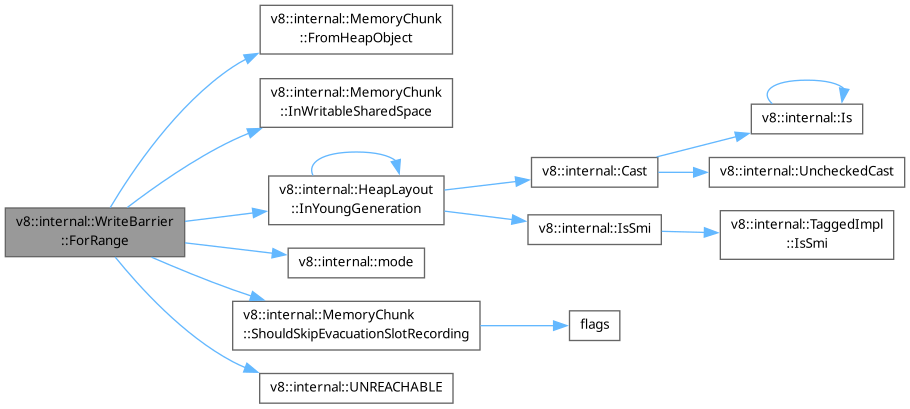 v8::internal::WriteBarrier
::ForRange
v8::internal::MemoryChunk
::FromHeapObject
v8::internal::MemoryChunk
::InWritableSharedSpace
v8::internal::HeapLayout
::InYoungGeneration
v8::internal::mode
v8::internal::MemoryChunk
::ShouldSkipEvacuationSlotRecording
v8::internal::UNREACHABLE
v8::internal::Cast
v8::internal::IsSmi
flags
v8::internal::Is
v8::internal::UncheckedCast
v8::internal::TaggedImpl
::IsSmi